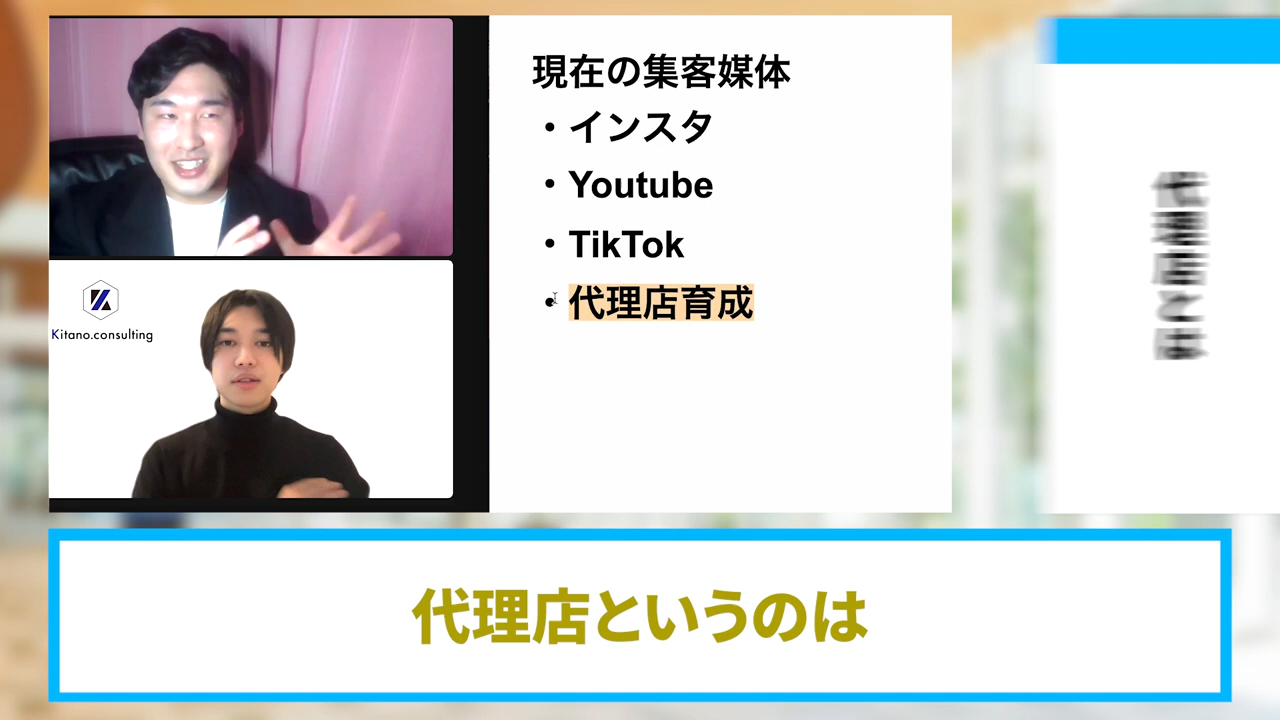 現在の集客媒体
・インスタ
・Youtube
・TikTok
・代理店育成
Kitano.consulting
代理店とは
代理店というのは